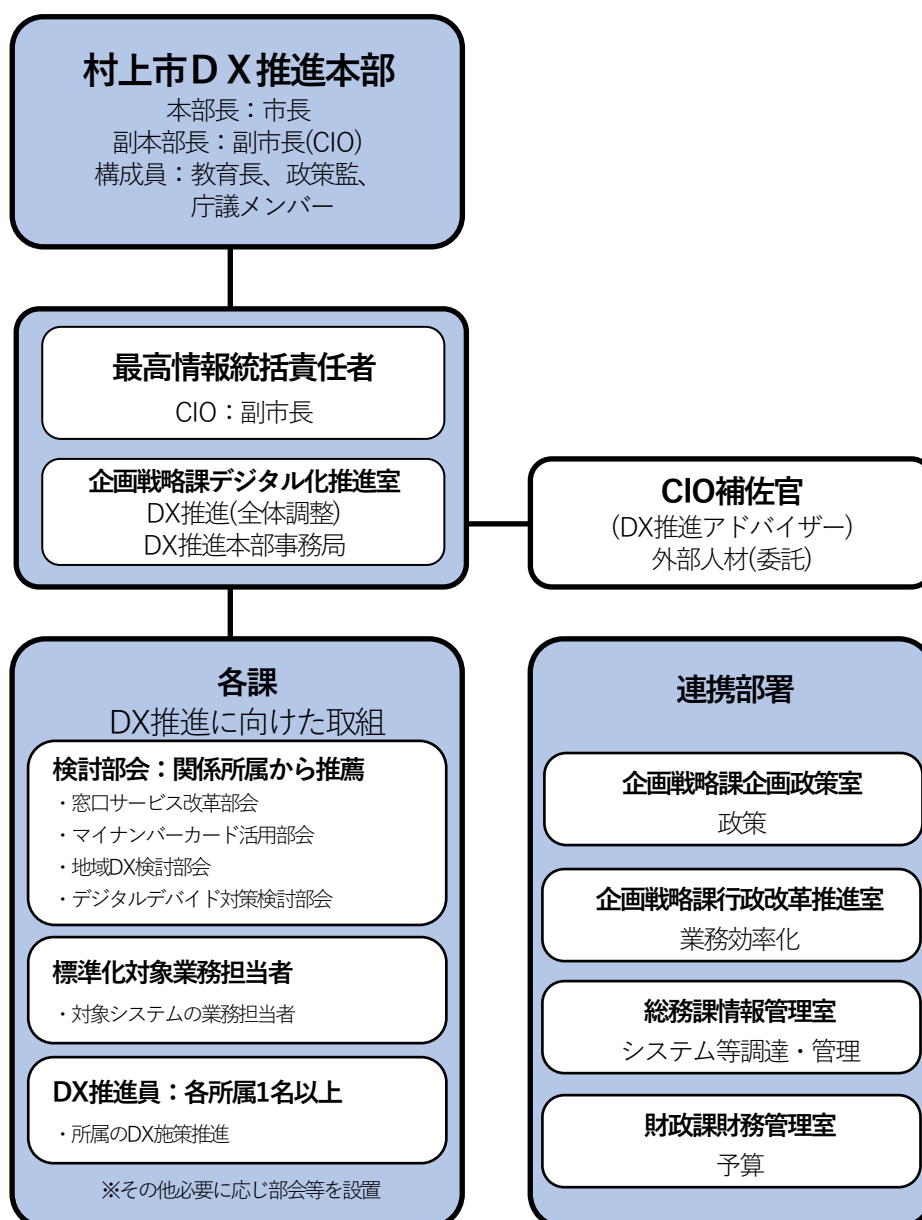 村上市ＤＸ推進本部
本部長：市長
副本部長：副市長(CIO)
構成員：教育長、政策監、
庁議メンバー
最高情報統括責任者
CIO：副市長
企画戦略課デジタル化推進室
DX推進(全体調整)
DX推進本部事務局
CIO補佐官
(DX推進アドバイザー)
外部人材(委託)
各課
DX推進に向けた取組
検討部会：関係所属から推薦
・窓口サービス改革部会
・マイナンバーカード活用部会
・地域DX検討部会
・デジタルデバイド対策検討部会
標準化対象業務担当者
・対象システムの業務担当者
DX推進員：各所属1名以上
・所属のDX施策推進
※その他必要に応じ部会等を設置
連携部署
企画戦略課企画政策室
政策
企画戦略課行政改革推進室
業務効率化
総務課情報管理室
システム等調達・管理
財政課財務管理室
予算